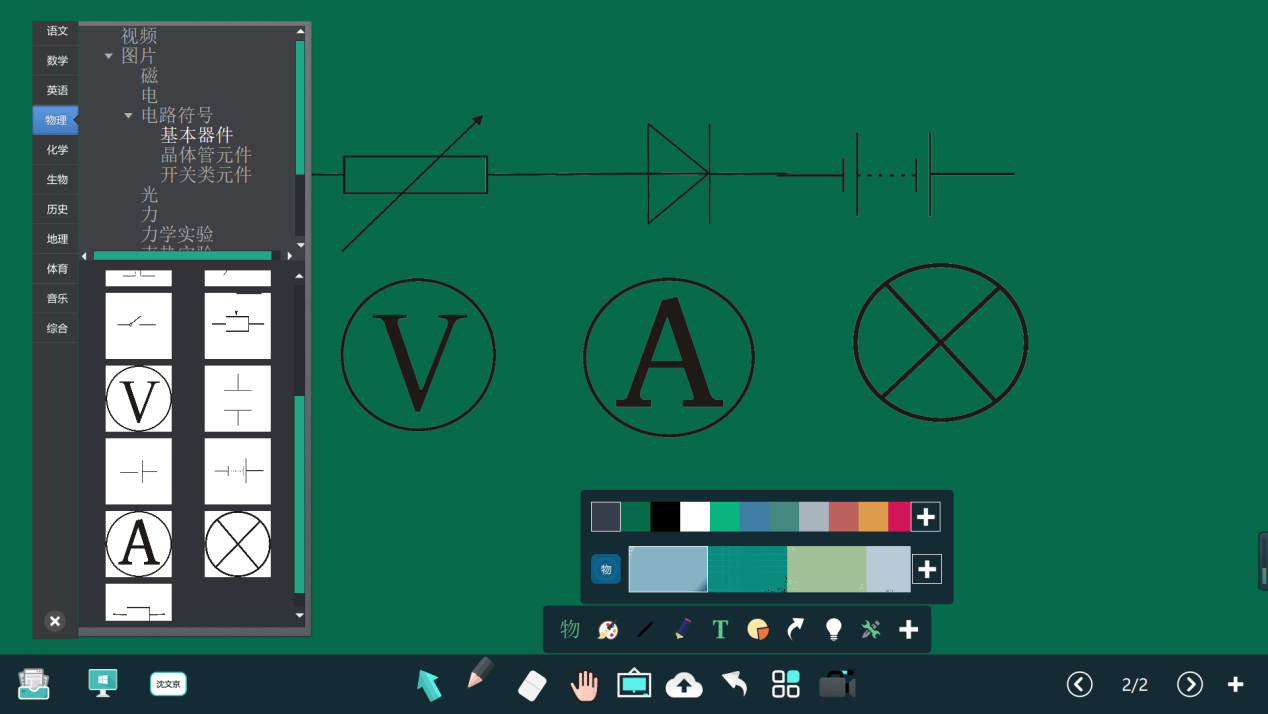 语文
数学
英语
物理
化学
生物
历史
地理
体育
音乐
综合
视频
图片
磁
电
电路符号
基本器件
晶体管元件
开关类元件
光
力
力学实验
V
A
V
A
物
物
T
沈文京
2/2